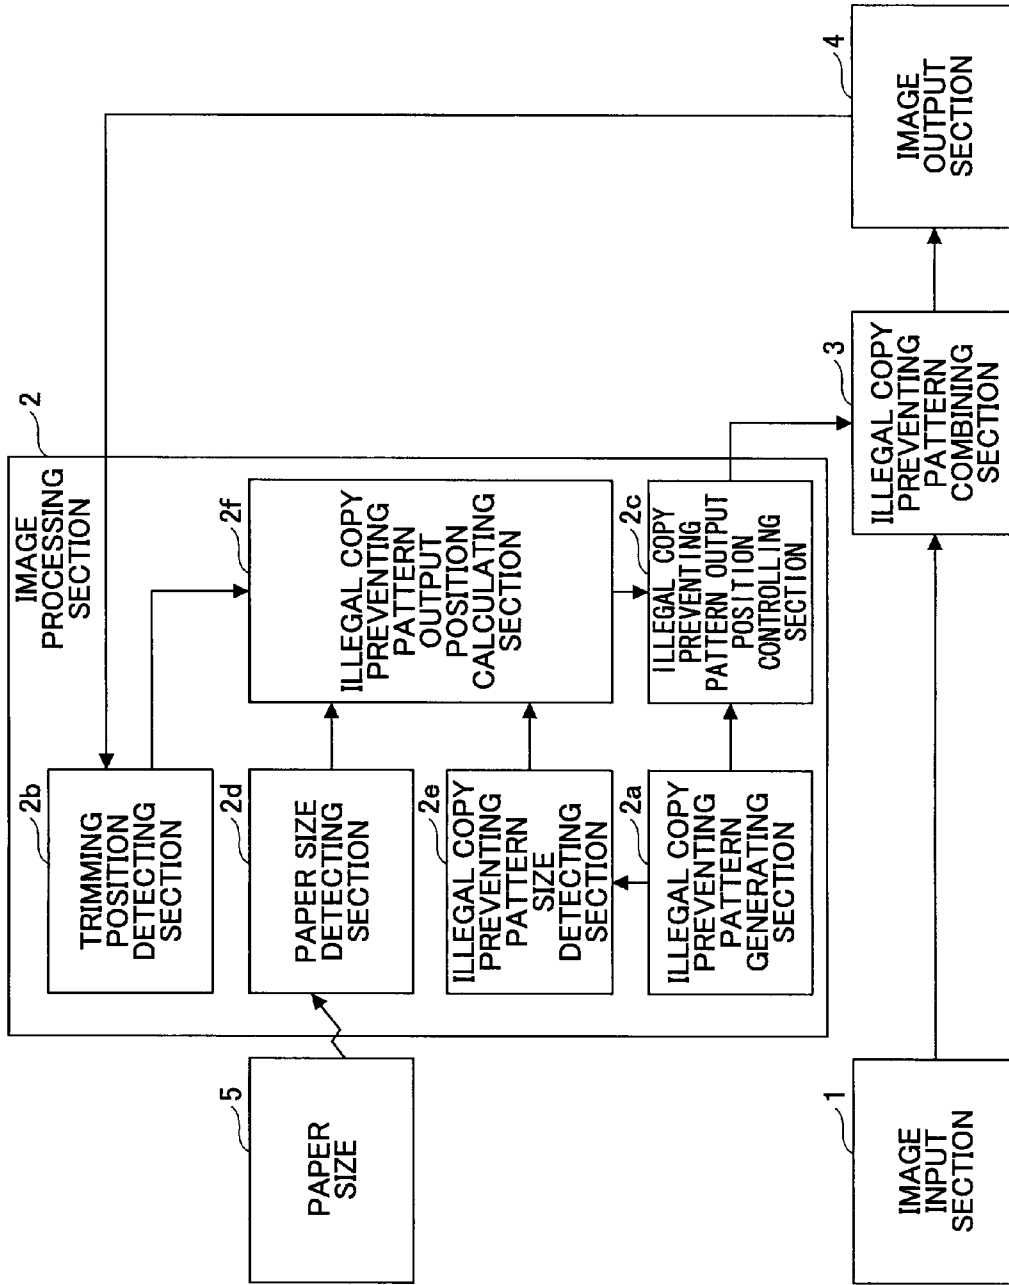 IMAGE
PROCESSING
SECTION
2
2b
TRIMMING
POSITION
DETECTING
SECTION
2d
PAPER SIZE
DETECTING
SECTION
2e
ILLEGAL COPY
PREVENTING
PATTERN
SIZE
DETECTING
SECTION
2a
ILLEGAL COPY
PREVENTING
PATTERN
GENERATING
SECTION
2f
ILLEGAL COPY
PREVENTING
PATTERN
OUTPUT
POSITION
CALCULATING
SECTION
2c
ILLEGAL COPY
PREVENTING
PATTERN OUTPUT
POSITION
CONTROLLING
SECTION
5
PAPER
SIZE
1
IMAGE
INPUT
SECTION
3
ILLEGAL COPY
PREVENTING
PATTERN
COMBINING
SECTION
4
IMAGE
OUTPUT
SECTION